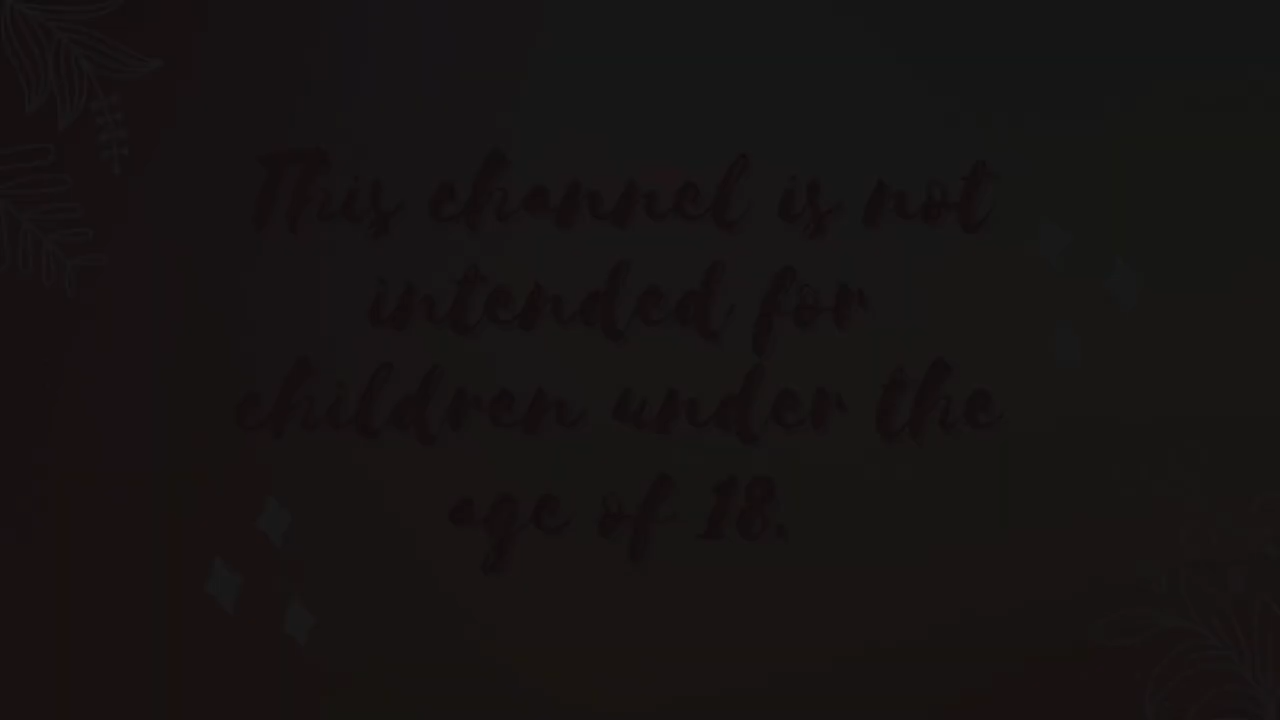 This channel is not
intended for
children under the
age of 18.